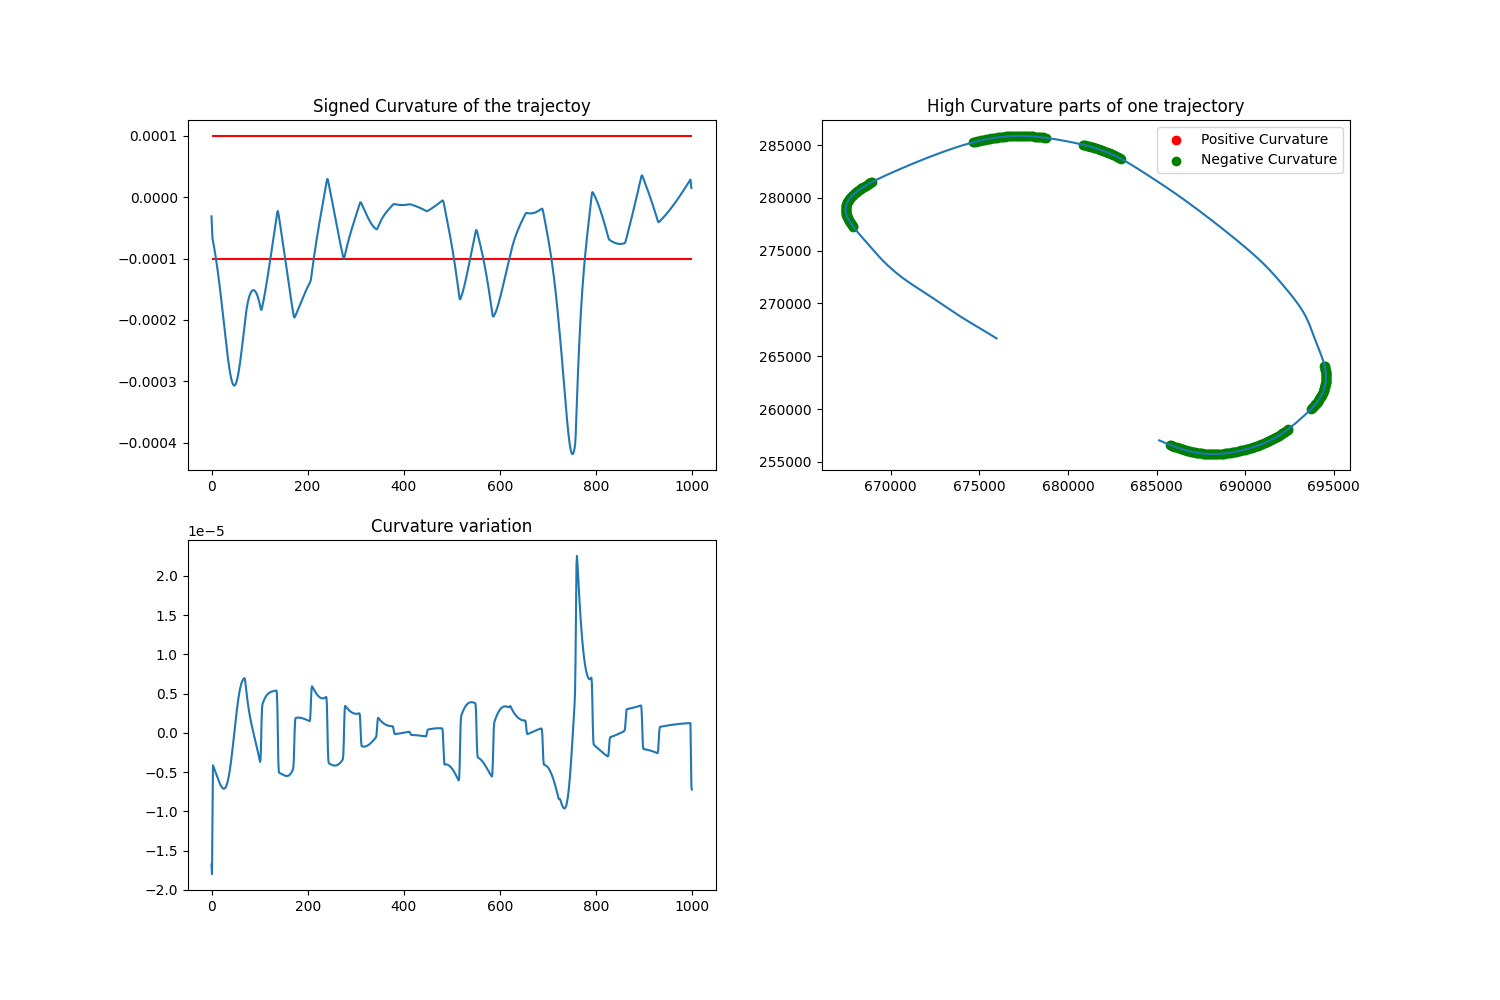 Signed Curvature of the trajectoy
0.0001
0.0000
−0.0001
−0.0002
−0.0003
−0.0004
0 200 400 600 800 1000
High Curvature parts of one trajectory
Positive Curvature
Negative Curvature
285000
280000
275000
270000
265000
260000
255000
670000 675000 680000 685000 690000 695000
Curvature variation
1e−5
2.0
1.5
1.0
0.5
0.0
−0.5
−1.0
−1.5
−2.0
0 200 400 600 800 1000